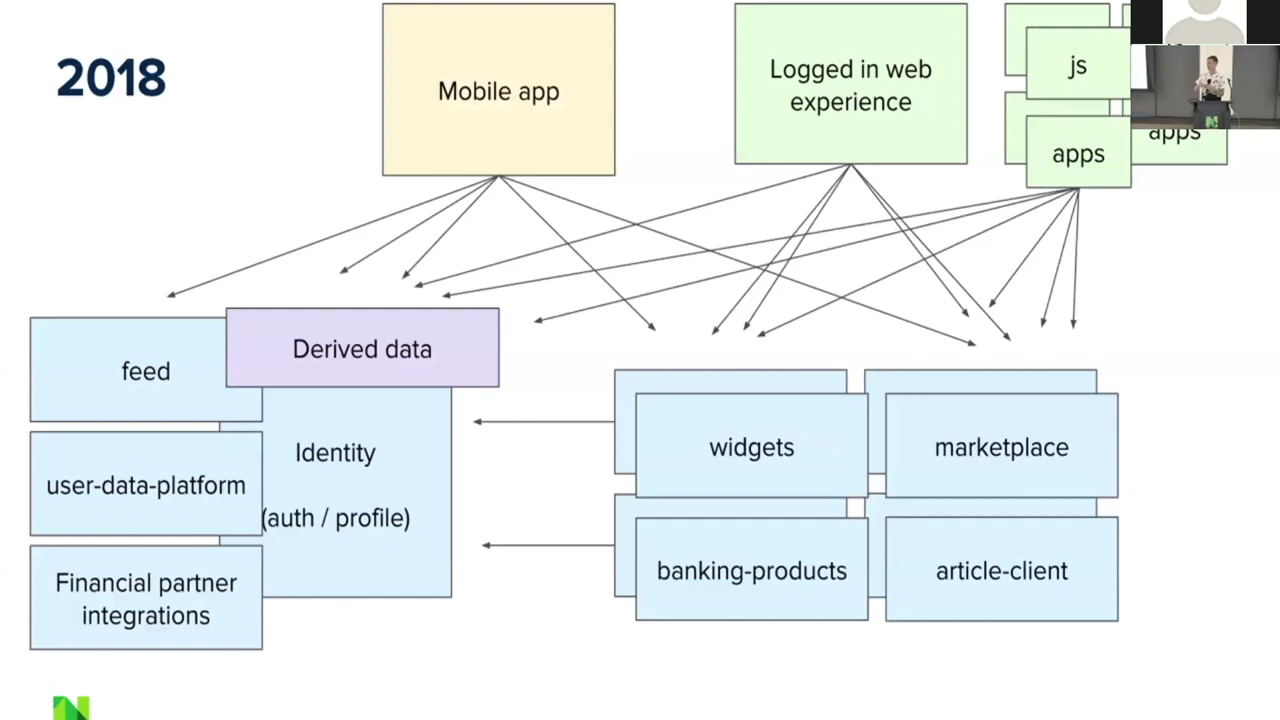 2018
Mobile app
Logged in web
experience
js
apps
apps
Derived data
feed
Identity
(auth / profile)
user-data-platform
Financial partner
integrations
widgets
marketplace
banking-products
article-client